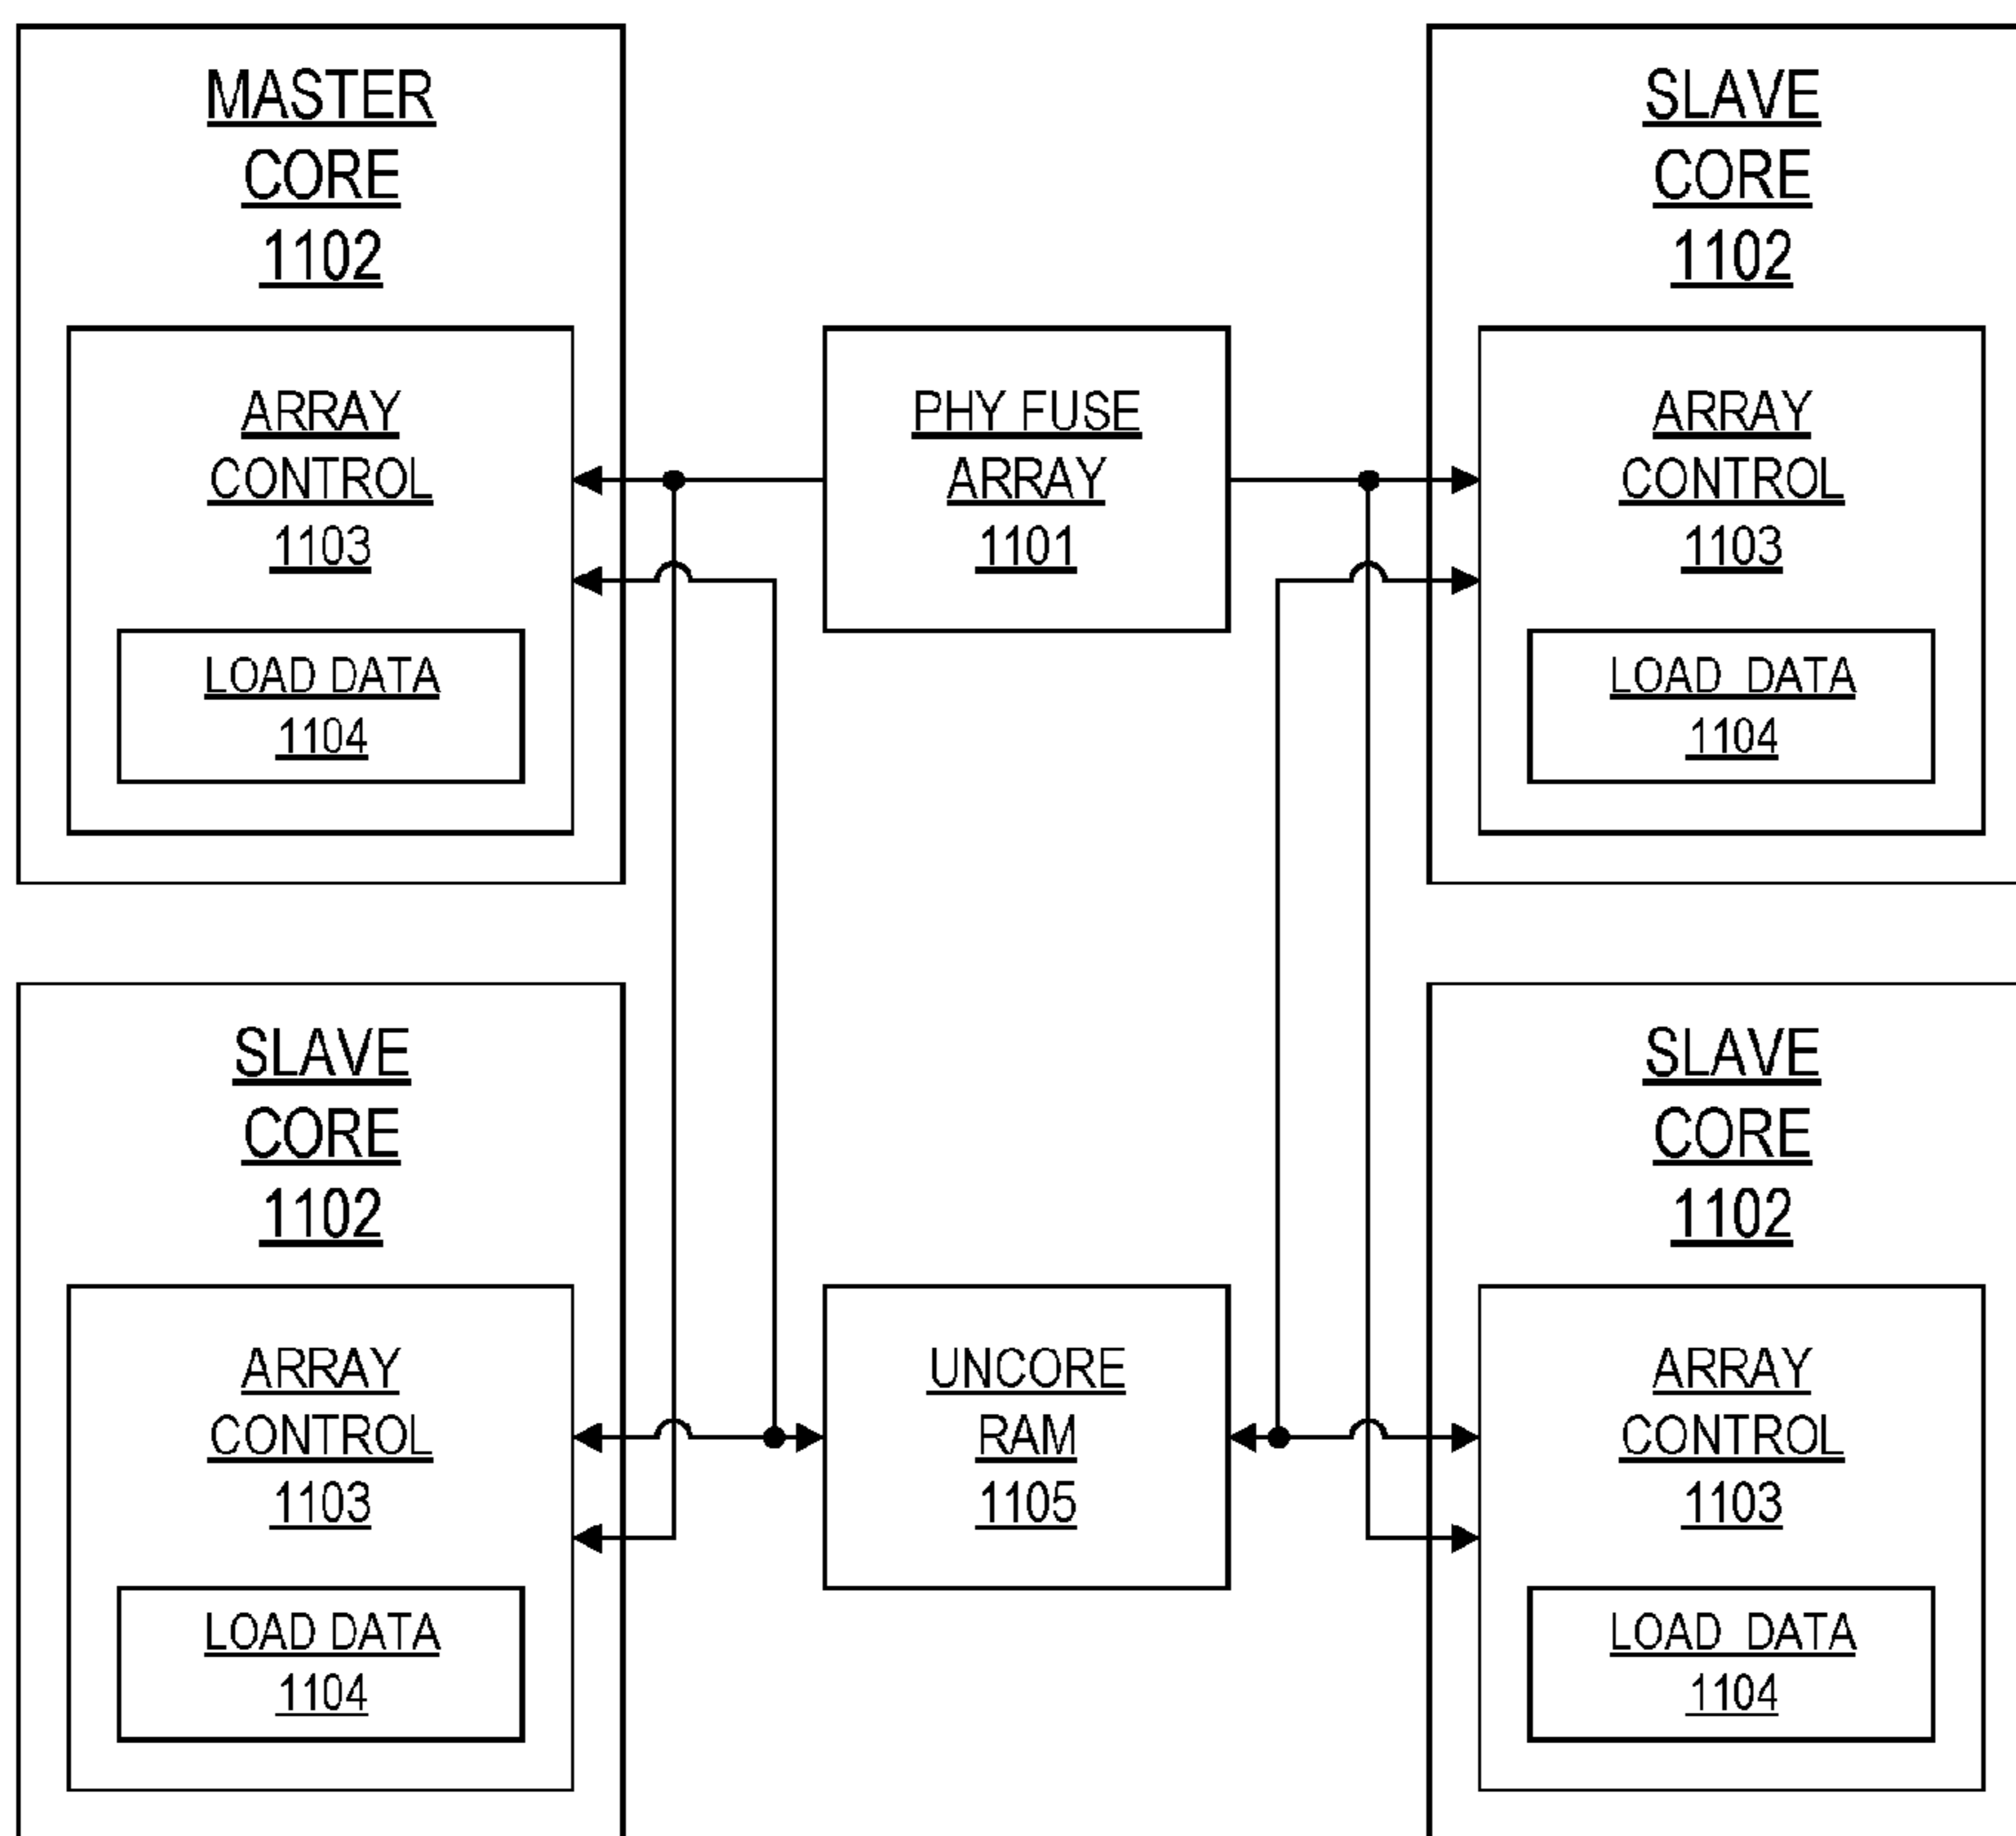 MASTER
CORE
1102
ARRAY
CONTROL
1103
LOAD DATA
1104
PHY FUSE
ARRAY
1101
SLAVE
CORE
1102
ARRAY
CONTROL
1103
LOAD DATA
1104
SLAVE
CORE
1102
ARRAY
CONTROL
1103
LOAD DATA
1104
UNCORE
RAM
1105
SLAVE
CORE
1102
ARRAY
CONTROL
1103
LOAD DATA
1104